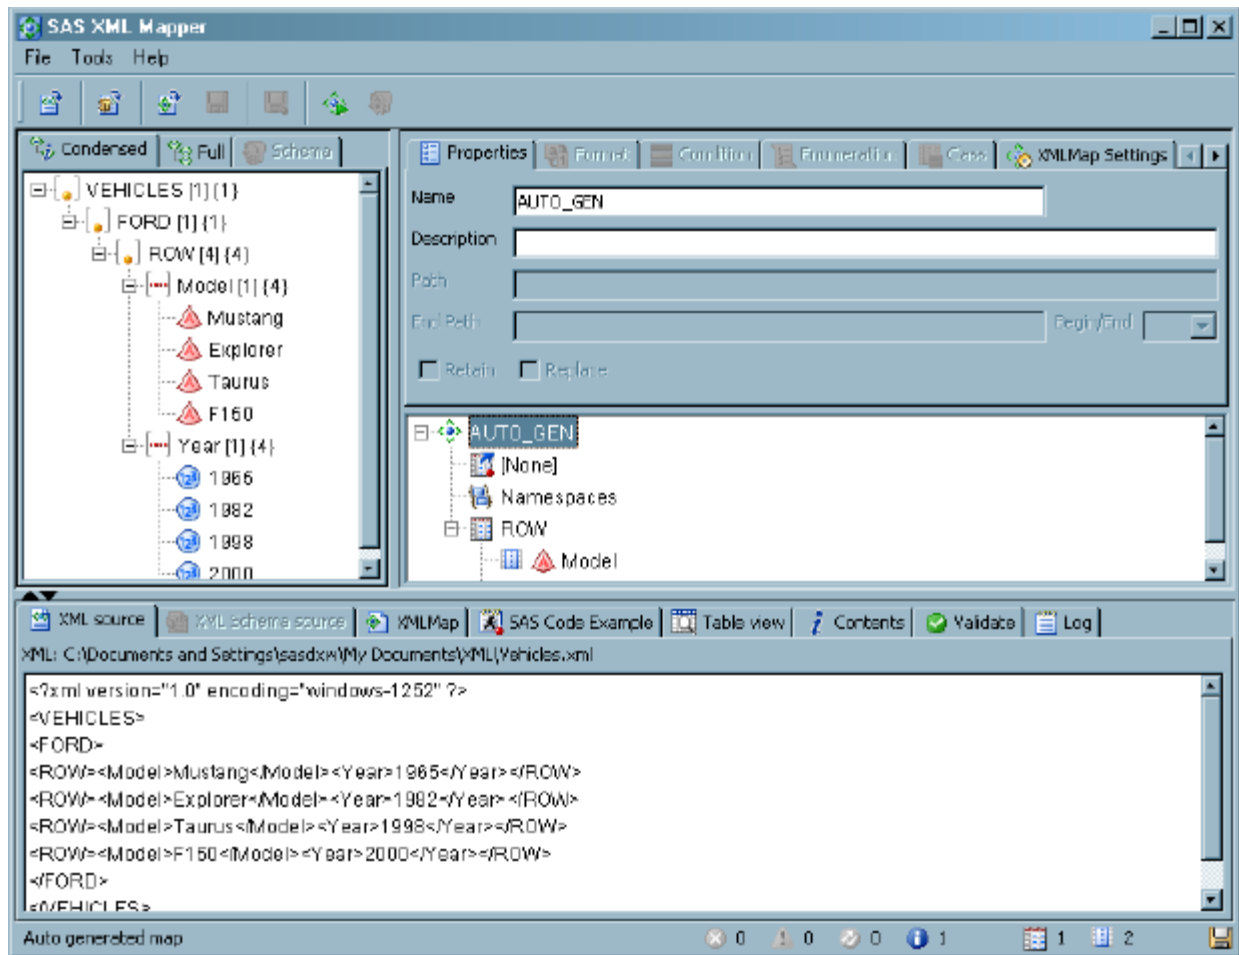 SAS XML Mapper
File Tools Help
Condensed Full Schema
Properties Format Condition Enumeration Class XMLMap Settings
VEHICLES [1] {1}
FORD [1] {1}
ROW [4] {4}
Model [1] {4}
Mustang
Explorer
Taurus
F150
Year [1] {4}
1965
1982
1998
2000
Name AUTO_GEN
Description
Path
End Path Begin/End
Retain Replace
AUTO_GEN
[None]
Namespaces
ROW
Model
XML source XML Schema source XMLMap SAS Code Example Table view Contents Validate Log
XML: C:\Documents and Settings\sasdxw\My Documents\XML\Vehicles.xml
<?xml version="1.0" encoding="windows-1252" ?>
<VEHICLES>
<FORD>
<ROW><Model>Mustang</Model><Year>1965</Year></ROW>
<ROW><Model>Explorer</Model><Year>1982</Year></ROW>
<ROW><Model>Taurus</Model><Year>1998</Year></ROW>
<ROW><Model>F150</Model><Year>2000</Year></ROW>
</FORD>
</VEHICLES>
Auto generated map 0 0 0 1 1 2